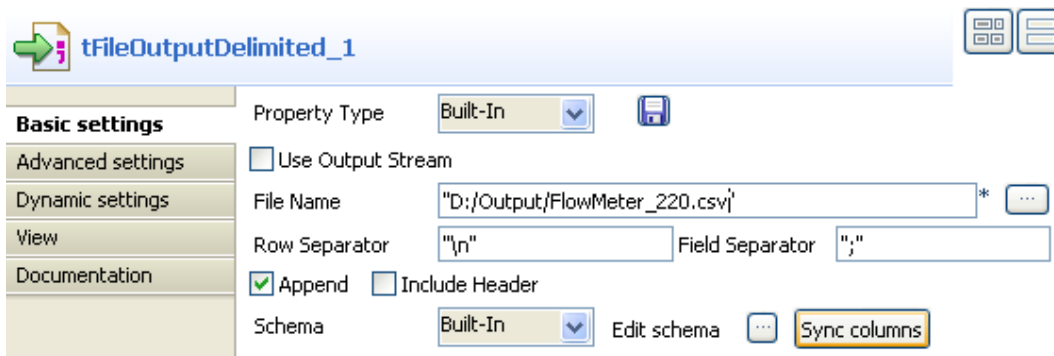 tFileOutputDelimited_1
Basic settings
Advanced settings
Dynamic settings
View
Documentation
Property Type Built-In
Use Output Stream
File Name "D:/Output/FlowMeter_220.csv" * ...
Row Separator "\n" Field Separator ";"
Append Include Header
Schema Built-In Edit schema ... Sync columns